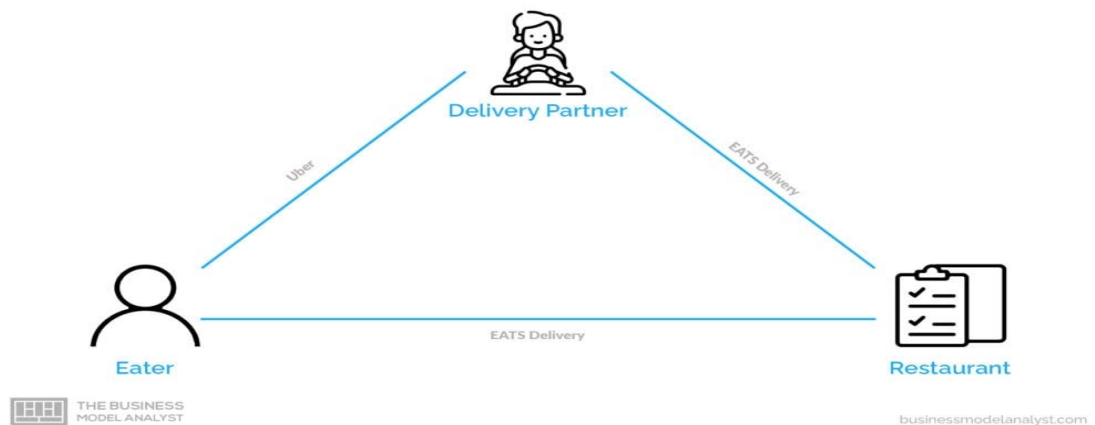 Delivery Partner
Uber
EATS Delivery
EATS Delivery
Eater
Restaurant
THE BUSINESS
MODEL ANALYST
businessmodelanalyst.com